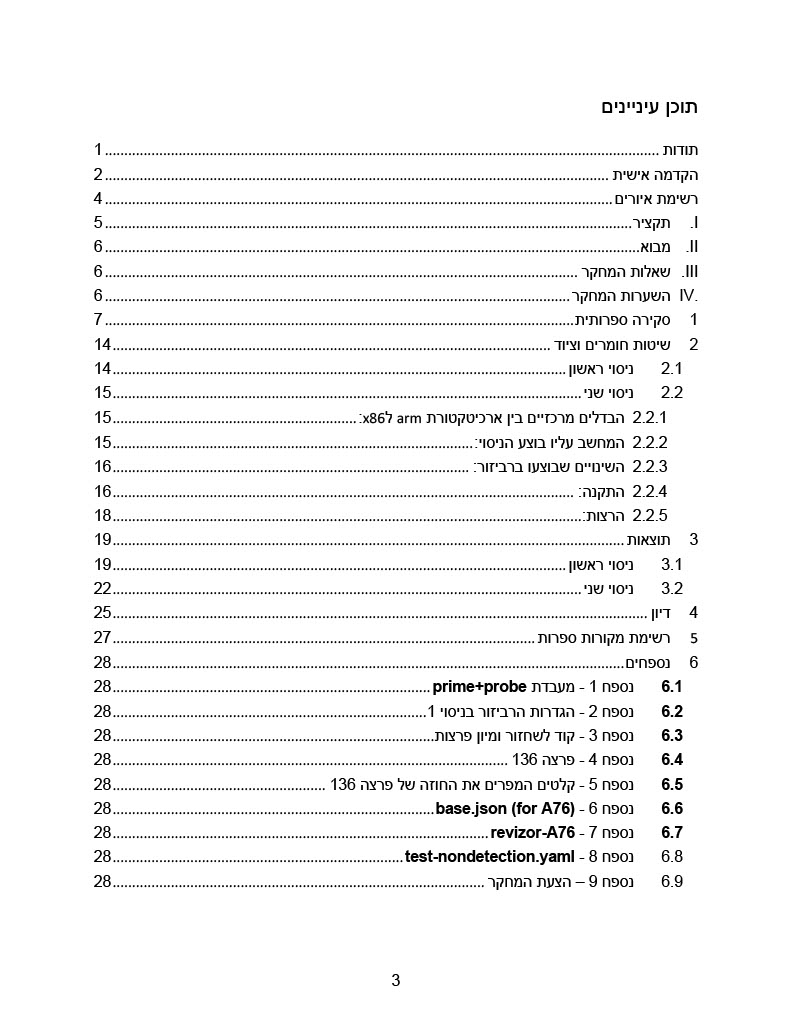 תוכן עיניינים
תודות ........ 1
הקדמה אישית ........ 2
רשימת איורים ........ 4
I. תקציר ........ 5
II. מבוא ........ 6
III. שאלות המחקר ........ 6
IV. השערות המחקר ........ 6
1 סקירה ספרותית ........ 7
2 שיטות חומרים וציוד ........ 14
2.1 ניסוי ראשון ........ 14
2.2 ניסוי שני ........ 15
2.2.1 הבדלים מרכזיים בין ארכיטקטורת arm לx86: ........ 15
2.2.2 המחשב עליו בוצע הניסוי: ........ 15
2.2.3 השינויים שבוצעו ברביזור: ........ 16
2.2.4 התקנה: ........ 16
2.2.5 הרצות: ........ 18
3 תוצאות ........ 19
3.1 ניסוי ראשון ........ 19
3.2 ניסוי שני ........ 22
4 דיון ........ 25
5 רשימת מקורות ספרות ........ 27
6 נספחים ........ 28
6.1 נספח 1 - מעבדת prime+probe ........ 28
6.2 נספח 2 - הגדרות הרביזור בניסוי 1 ........ 28
6.3 נספח 3 - קוד לשחזור ומיון פרצות ........ 28
6.4 נספח 4 - פרצה 136 ........ 28
6.5 נספח 5 - קלטים המפרים את החוזה של פרצה 136 ........ 28
6.6 נספח 6 - base.json (for A76) ........ 28
6.7 נספח 7 - revizor-A76 ........ 28
6.8 נספח 8 - test-nondetection.yaml ........ 28
6.9 נספח 9 – הצעת המחקר ........ 28
3